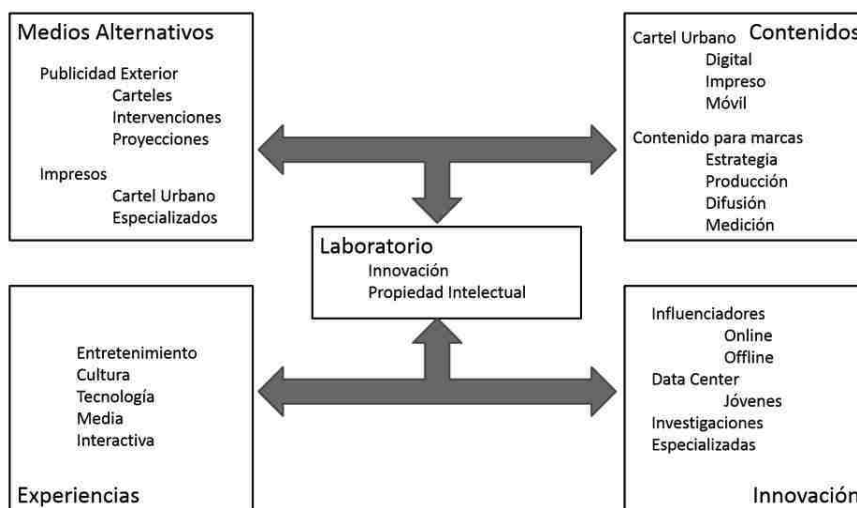 Medios Alternativos
Publicidad Exterior
Carteles
Intervenciones
Proyecciones
Impresos
Cartel Urbano
Especializados
Contenidos
Cartel Urbano
Digital
Impreso
Móvil
Contenido para marcas
Estrategia
Producción
Difusión
Medición
Laboratorio
Innovación
Propiedad Intelectual
Entretenimiento
Cultura
Tecnología
Media
Interactiva
Experiencias
Influenciadores
Online
Offline
Data Center
Jóvenes
Investigaciones
Especializadas
Innovación